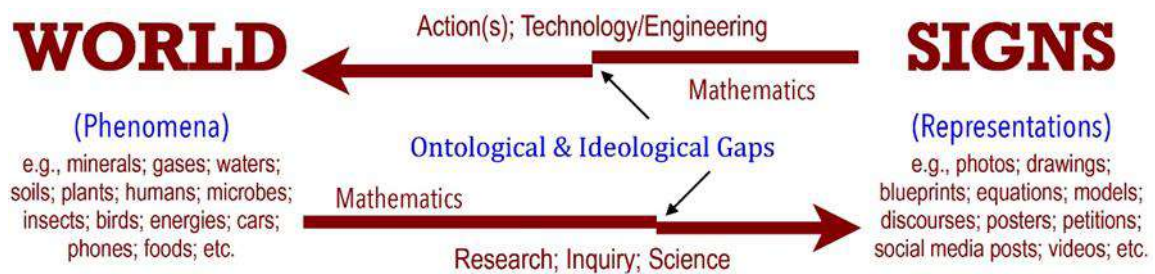 WORLD
(Phenomena)
e.g., minerals; gases; waters;
soils; plants; humans; microbes;
insects; birds; energies; cars;
phones; foods; etc.
Action(s); Technology/Engineering
Mathematics
Ontological & Ideological Gaps
Mathematics
Research; Inquiry; Science
SIGNS
(Representations)
e.g., photos; drawings;
blueprints; equations; models;
discourses; posters; petitions;
social media posts; videos; etc.